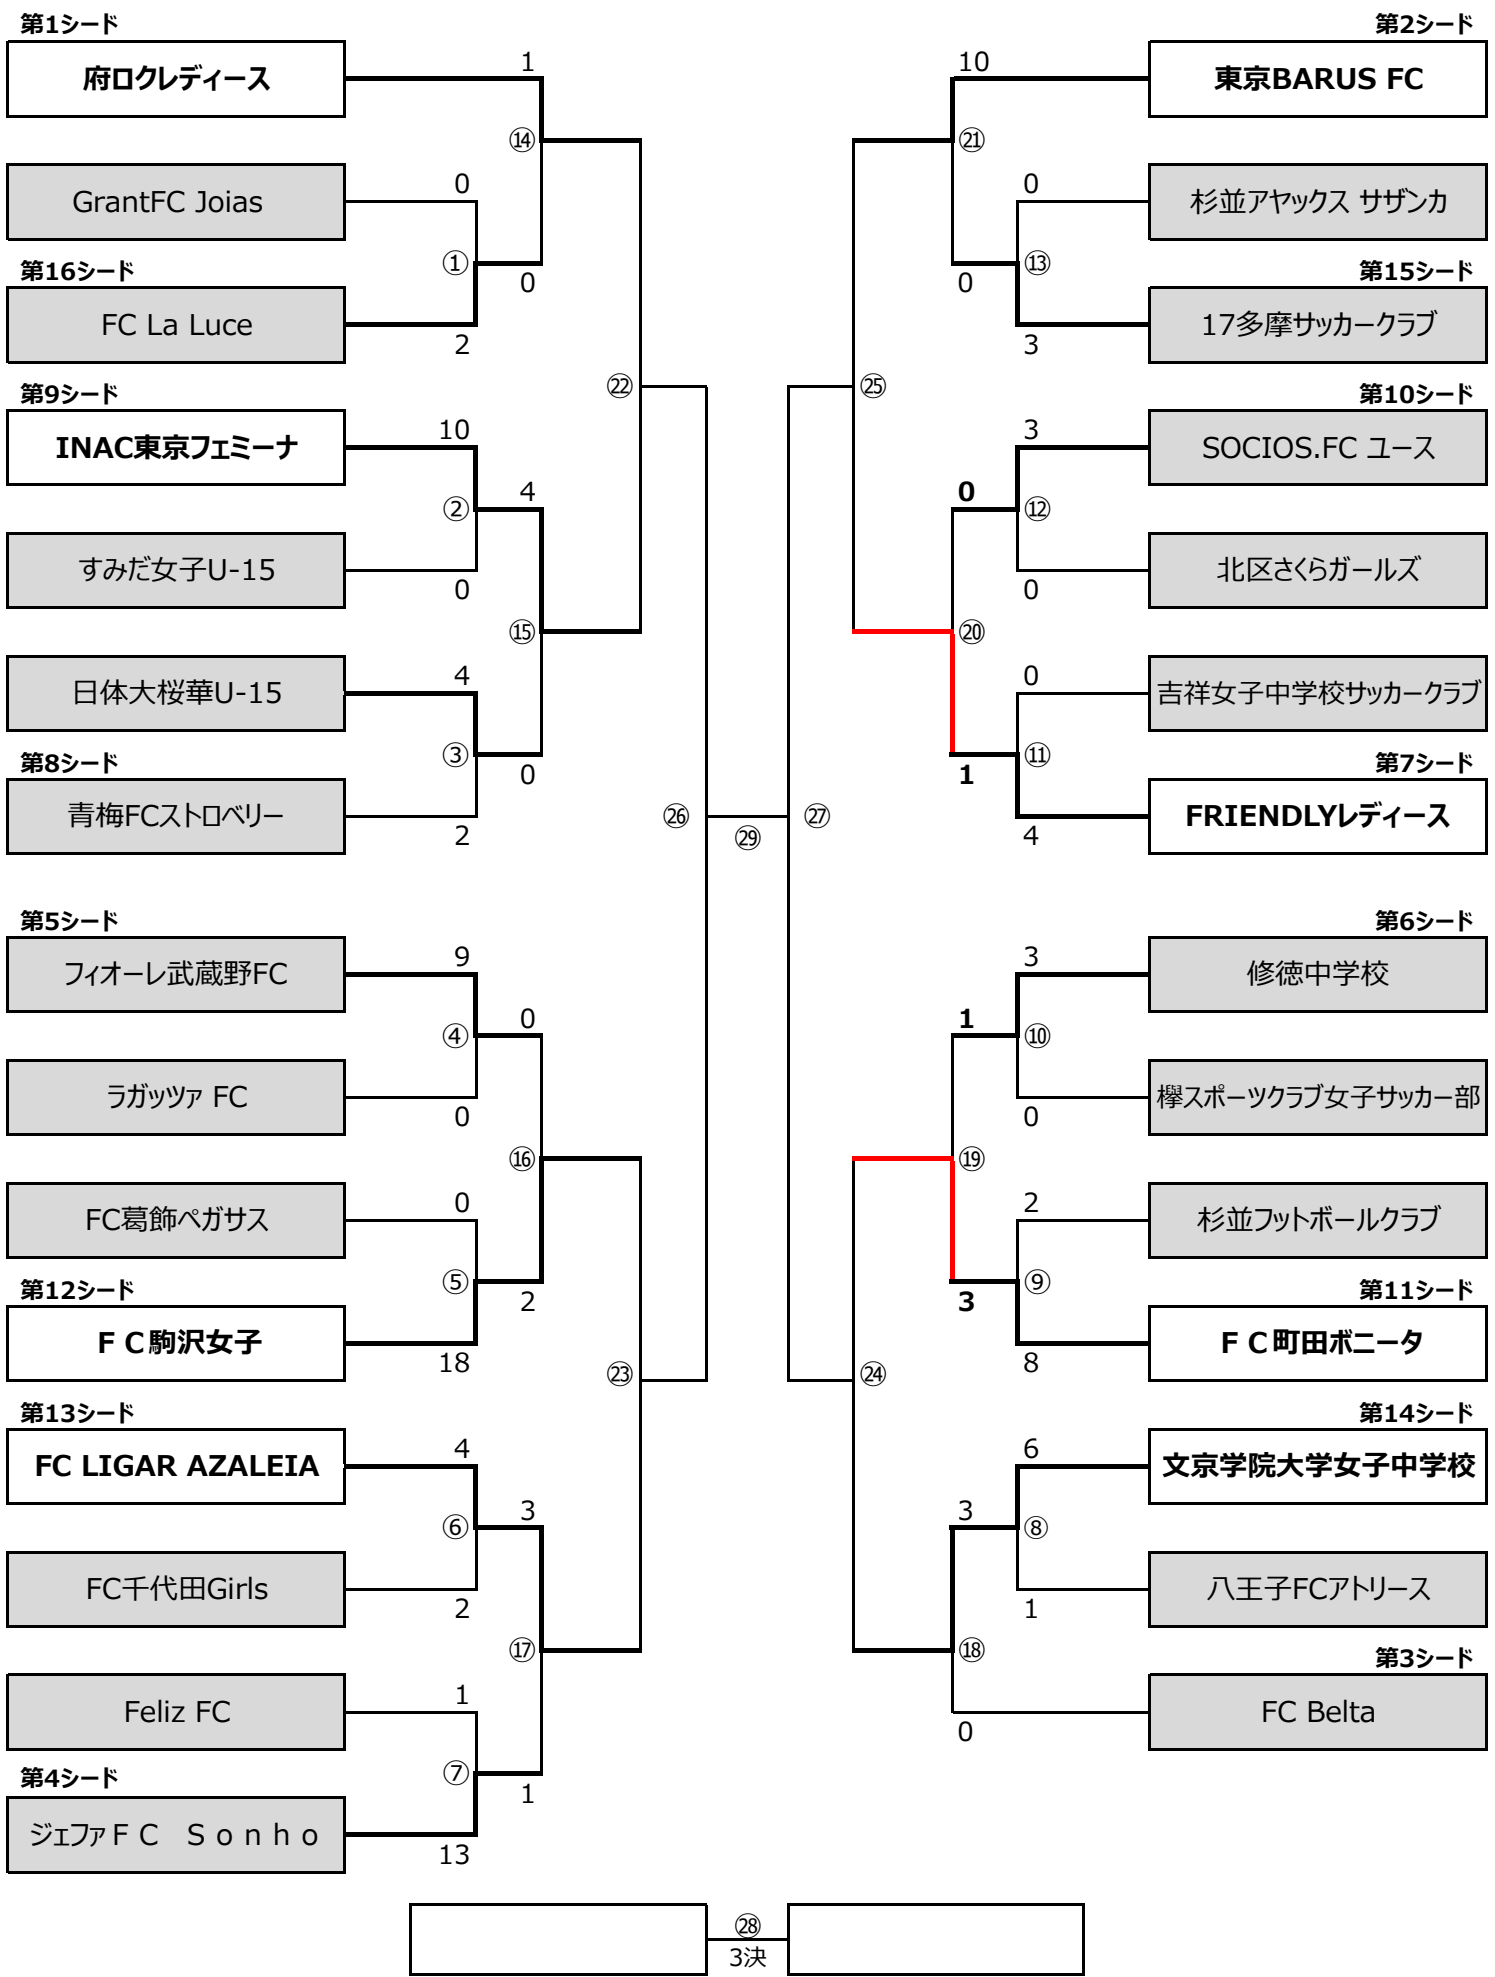 第1シード
府ロクレディース
1
⑭
GrantFC Joias
0
①
0
第16シード
FC La Luce
2
㉒
第9シード
INAC東京フェミーナ
10
②
4
すみだ女子U-15
0
⑮
日体大桜華U-15
4
③
0
第8シード
青梅FCストロベリー
2
㉖
㉙
㉗
第5シード
フィオーレ武蔵野FC
9
④
0
ラガッツァ FC
0
⑯
FC葛飾ペガサス
0
⑤
2
第12シード
ＦＣ駒沢女子
18
㉓
第13シード
FC LIGAR AZALEIA
4
⑥
3
FC千代田Girls
2
⑰
Feliz FC
1
⑦
1
第4シード
ジェファＦＣ　Ｓｏｎｈｏ
13
第2シード
10
東京BARUS FC
㉑
0
杉並アヤックス サザンカ
⑬
0
第15シード
3
17多摩サッカークラブ
㉕
第10シード
3
SOCIOS.FC ユース
0
⑫
0
北区さくらガールズ
⑳
0
吉祥女子中学校サッカークラブ
⑪
1
第7シード
4
FRIENDLYレディース
第6シード
3
修徳中学校
1
⑩
0
欅スポーツクラブ女子サッカー部
⑲
2
杉並フットボールクラブ
⑨
3
第11シード
8
ＦＣ町田ボニータ
㉔
第14シード
6
文京学院大学女子中学校
3
⑧
1
八王子FCアトリース
⑱
第3シード
0
FC Belta
㉘
3決